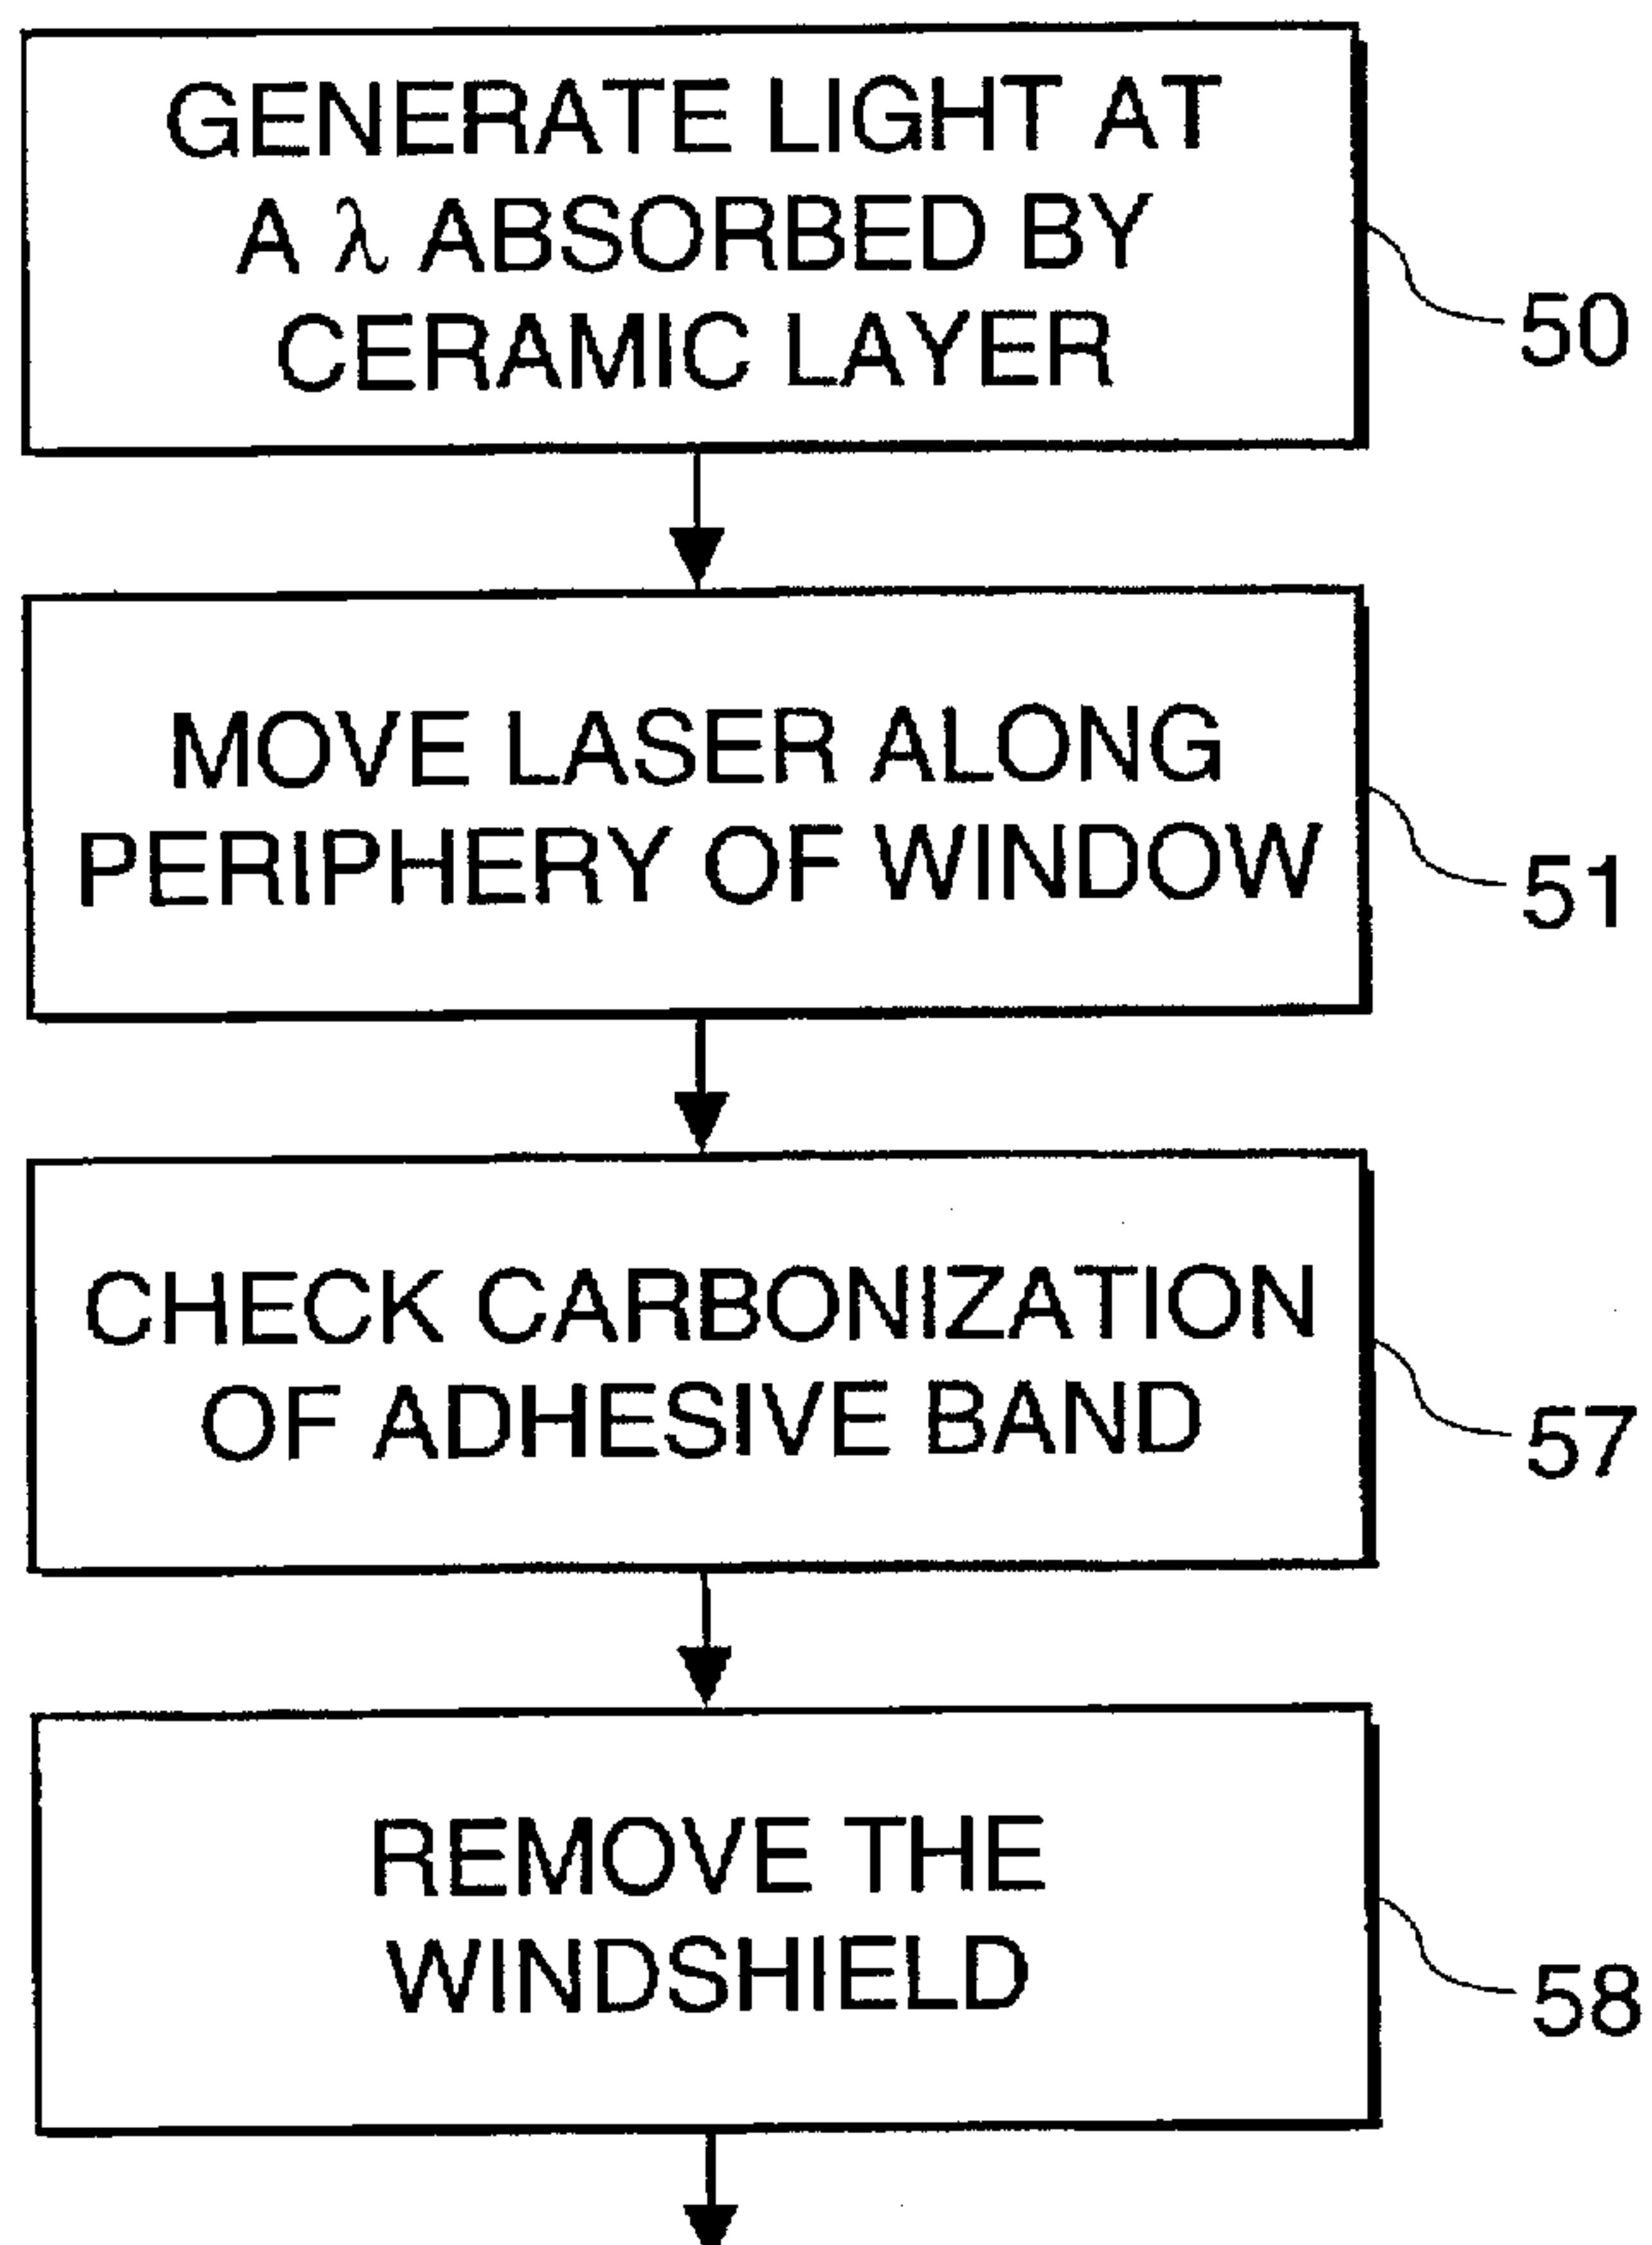 GENERATE LIGHT AT
A λ ABSORBED BY
CERAMIC LAYER
50
MOVE LASER ALONG
PERIPHERY OF WINDOW
51
CHECK CARBONIZATION
OF ADHESIVE BAND
57
REMOVE THE
WINDSHIELD
58